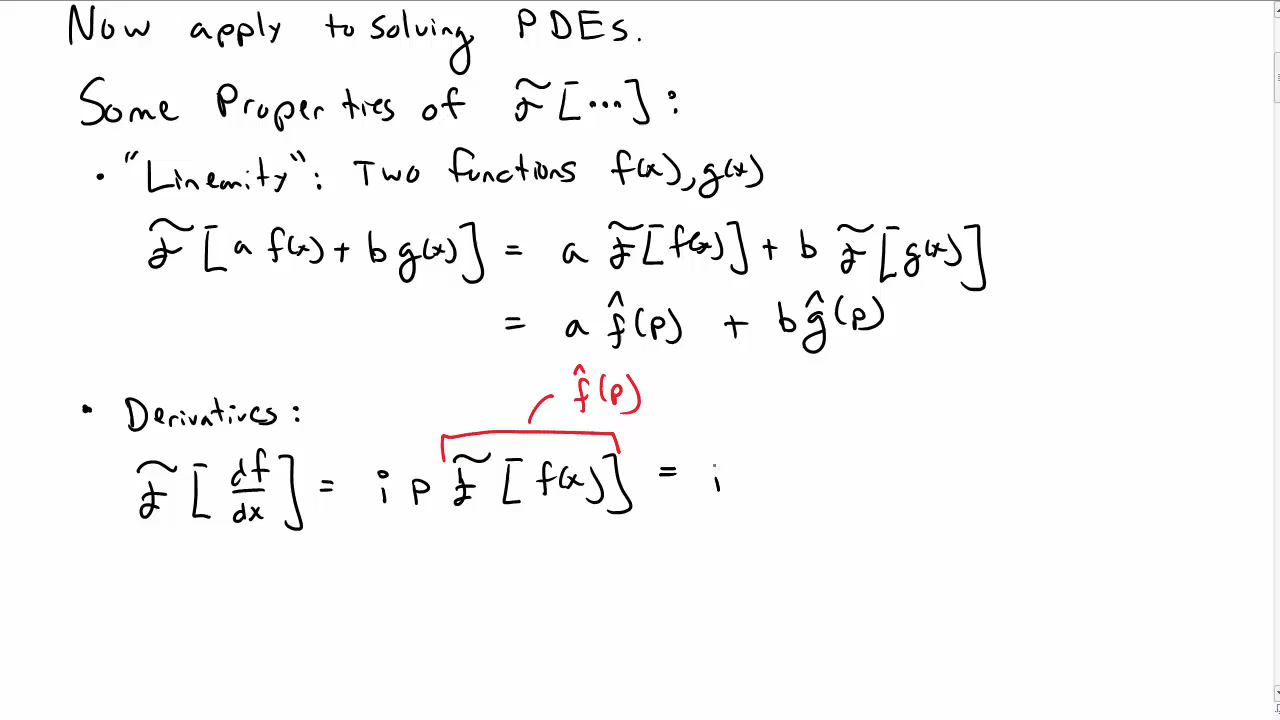 Now apply to solving PDEs.
Some Properties of ℱ̃[...]:
• "Linearity": Two functions f(x), g(x)
ℱ̃[a f(x) + b g(x)] = a ℱ̃[f(x)] + b ℱ̃[g(x)]
= a f̂(p) + b ĝ(p)
• Derivatives:
f̂(p)
ℱ̃[df/dx] = i p ℱ̃[f(x)] = i